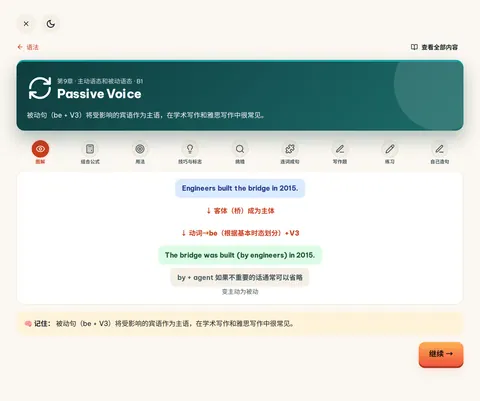 ← 语法
查看全部内容
第9章 · 主动语态和被动语态 · B1
Passive Voice
被动句（be + V3）将受影响的宾语作为主语，在学术写作和雅思写作中很常见。
图解
组合公式
用法
技巧与标志
找错
连词成句
写作题
练习
自己造句
Engineers built the bridge in 2015.
↓ 客体（桥）成为主体
↓ 动词→be（根据基本时态划分）+V3
The bridge was built (by engineers) in 2015.
by + agent 如果不重要的话通常可以省略
变主动为被动
🧠 记住： 被动句（be + V3）将受影响的宾语作为主语，在学术写作和雅思写作中很常见。
继续 →